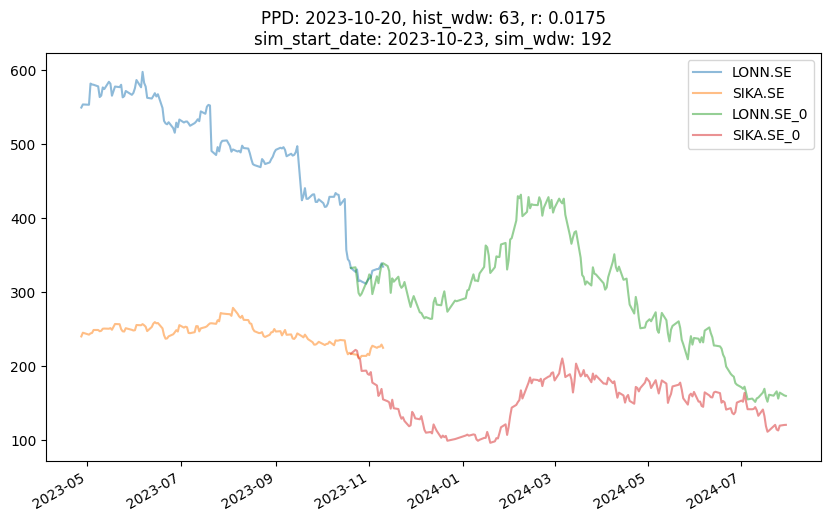 PPD: 2023-10-20, hist_wdw: 63, r: 0.0175
sim_start_date: 2023-10-23, sim_wdw: 192
LONN.SE
SIKA.SE
LONN.SE_0
SIKA.SE_0
600
500
400
300
200
100
2023-05
2023-07
2023-09
2023-11
2024-01
2024-03
2024-05
2024-07